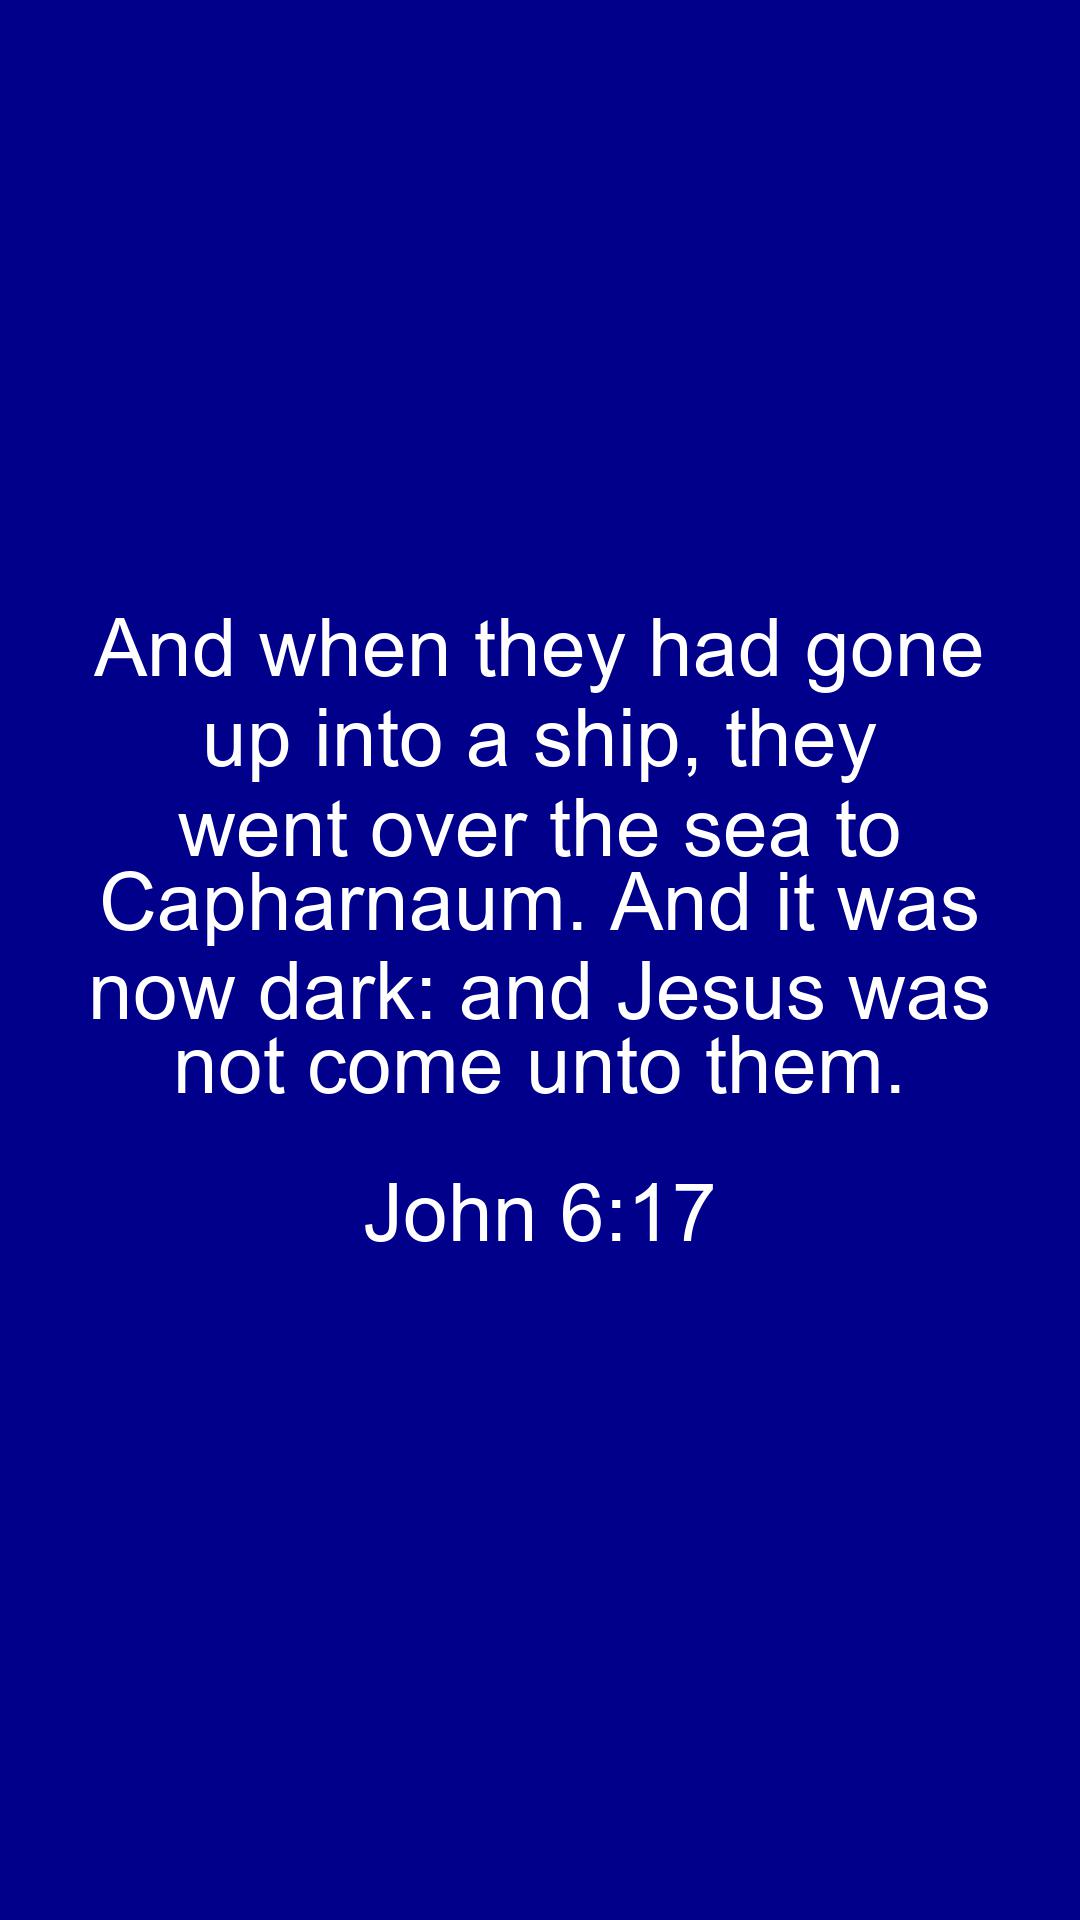 And when they had gone
up into a ship, they
went over the sea to
Capharnaum. And it was
now dark: and Jesus was
not come unto them.
John 6:17